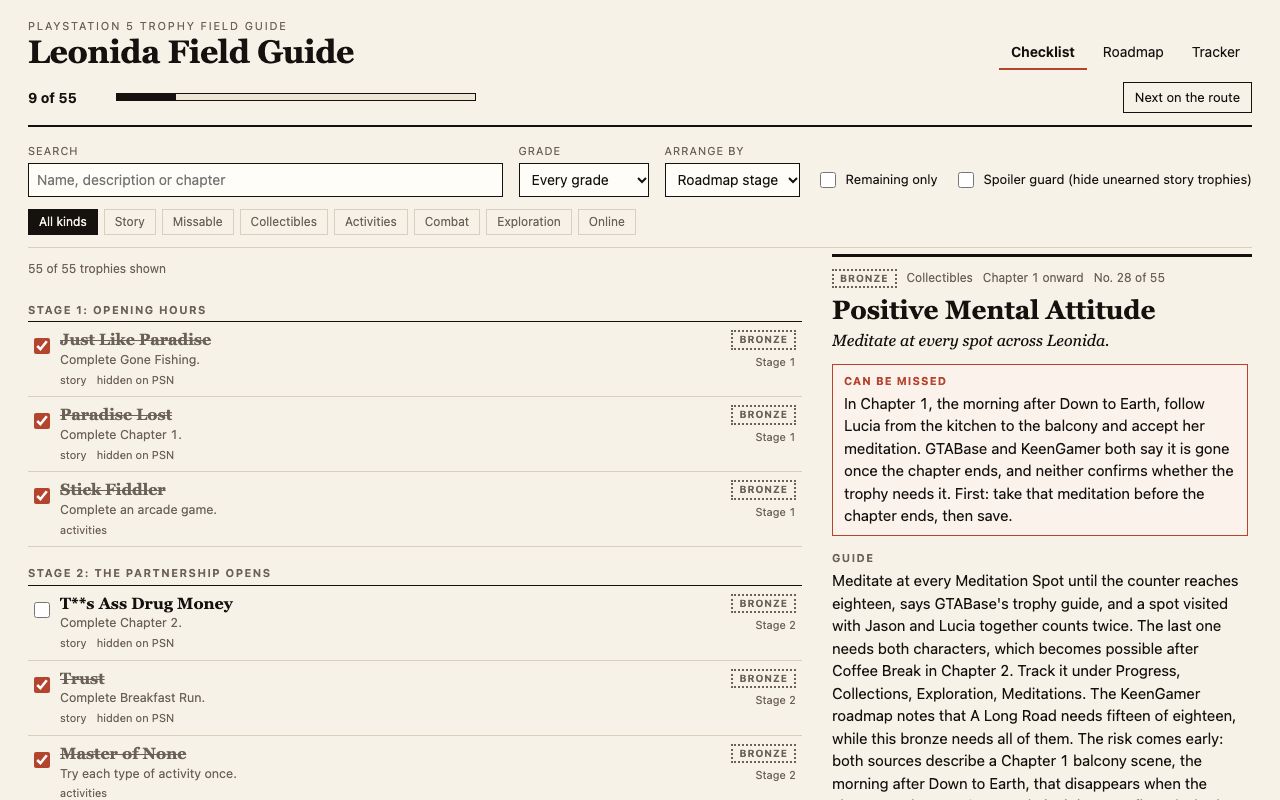 PLAYSTATION 5 TROPHY FIELD GUIDE
Leonida Field Guide
Checklist
Roadmap
Tracker
9 of 55
Next on the route
SEARCH
GRADE
ARRANGE BY
Name, description or chapter
Every grade
Roadmap stage
Remaining only
Spoiler guard (hide unearned story trophies)
All kinds
Story
Missable
Collectibles
Activities
Combat
Exploration
Online
55 of 55 trophies shown
STAGE 1: OPENING HOURS
Just Like Paradise
BRONZE
Complete Gone Fishing.
Stage 1
story hidden on PSN
Paradise Lost
BRONZE
Complete Chapter 1.
Stage 1
story hidden on PSN
Stick Fiddler
BRONZE
Complete an arcade game.
Stage 1
activities
STAGE 2: THE PARTNERSHIP OPENS
T**s Ass Drug Money
BRONZE
Complete Chapter 2.
Stage 2
story hidden on PSN
Trust
BRONZE
Complete Breakfast Run.
Stage 2
story hidden on PSN
Master of None
BRONZE
Try each type of activity once.
Stage 2
activities
BRONZE Collectibles Chapter 1 onward No. 28 of 55
Positive Mental Attitude
Meditate at every spot across Leonida.
CAN BE MISSED
In Chapter 1, the morning after Down to Earth, follow
Lucia from the kitchen to the balcony and accept her
meditation. GTABase and KeenGamer both say it is gone
once the chapter ends, and neither confirms whether the
trophy needs it. First: take that meditation before the
chapter ends, then save.
GUIDE
Meditate at every Meditation Spot until the counter reaches
eighteen, says GTABase's trophy guide, and a spot visited
with Jason and Lucia together counts twice. The last one
needs both characters, which becomes possible after
Coffee Break in Chapter 2. Track it under Progress,
Collections, Exploration, Meditations. The KeenGamer
roadmap notes that A Long Road needs fifteen of eighteen,
while this bronze needs all of them. The risk comes early:
both sources describe a Chapter 1 balcony scene, the
morning after Down to Earth, that disappears when the